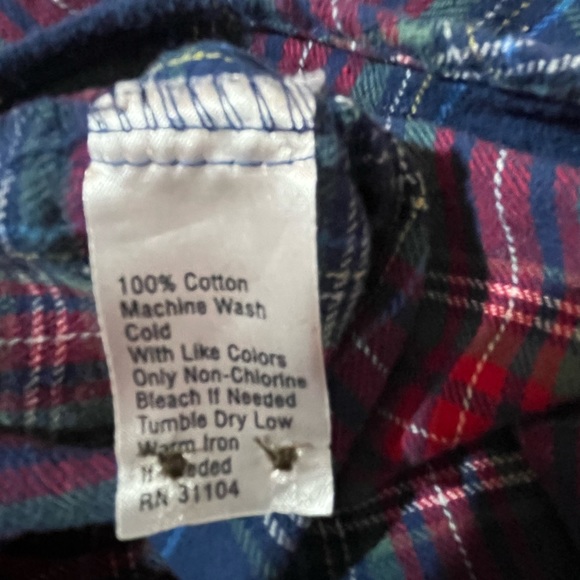 100% Cotton
Machine Wash
Cold
With Like Colors
Only Non-Chlorine
Bleach If Needed
Tumble Dry Low
Warm Iron
If Needed
RN 31104